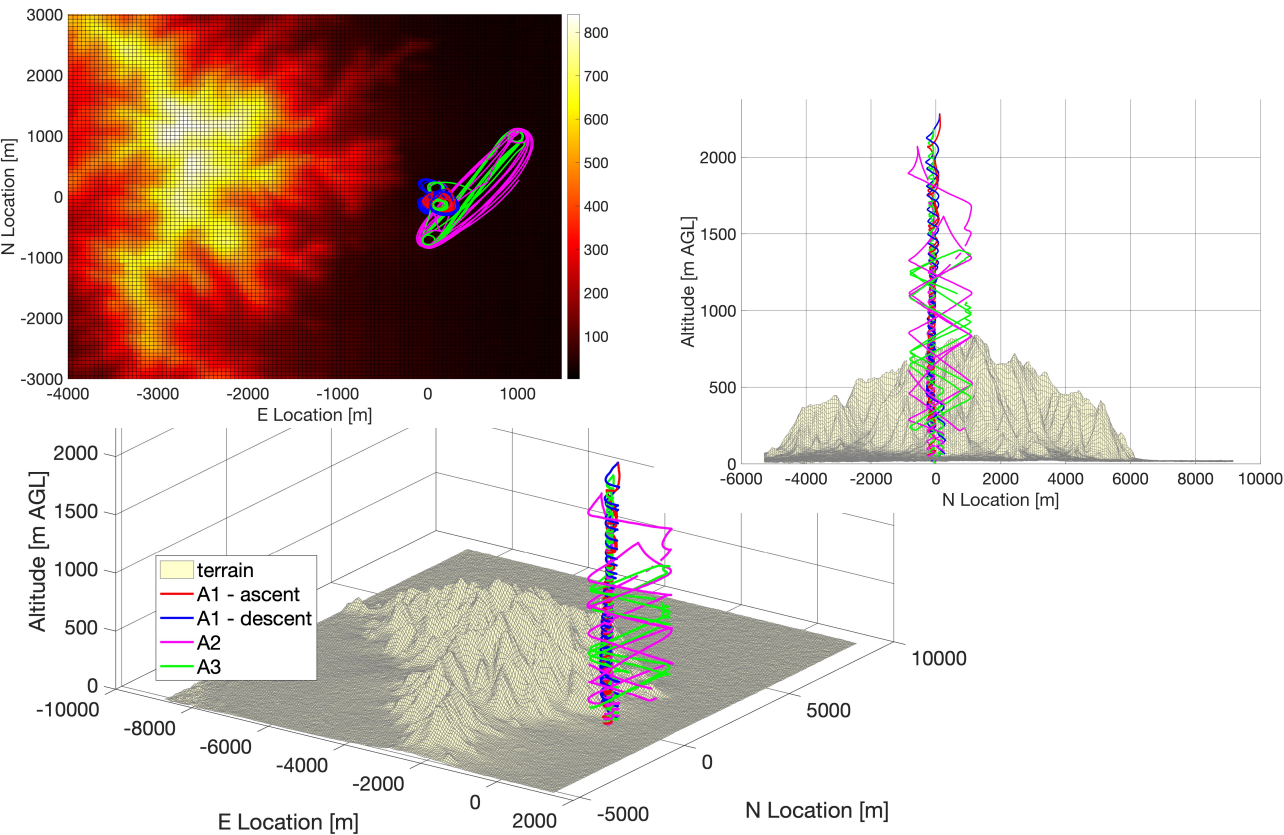 3000
2000
1000
0
-1000
-2000
-3000
N Location [m]
-4000 -3000 -2000 -1000 0 1000
E Location [m]
800
700
600
500
400
300
200
100
2000
1500
1000
500
0
Altitude [m AGL]
-6000 -4000 -2000 0 2000 4000 6000 8000 10000
N Location [m]
2000
1500
1000
500
0
Altitude [m AGL]
terrain
A1 - ascent
A1 - descent
A2
A3
-10000
-8000
-6000
-4000
-2000
0
2000
E Location [m]
10000
5000
0
-5000
N Location [m]